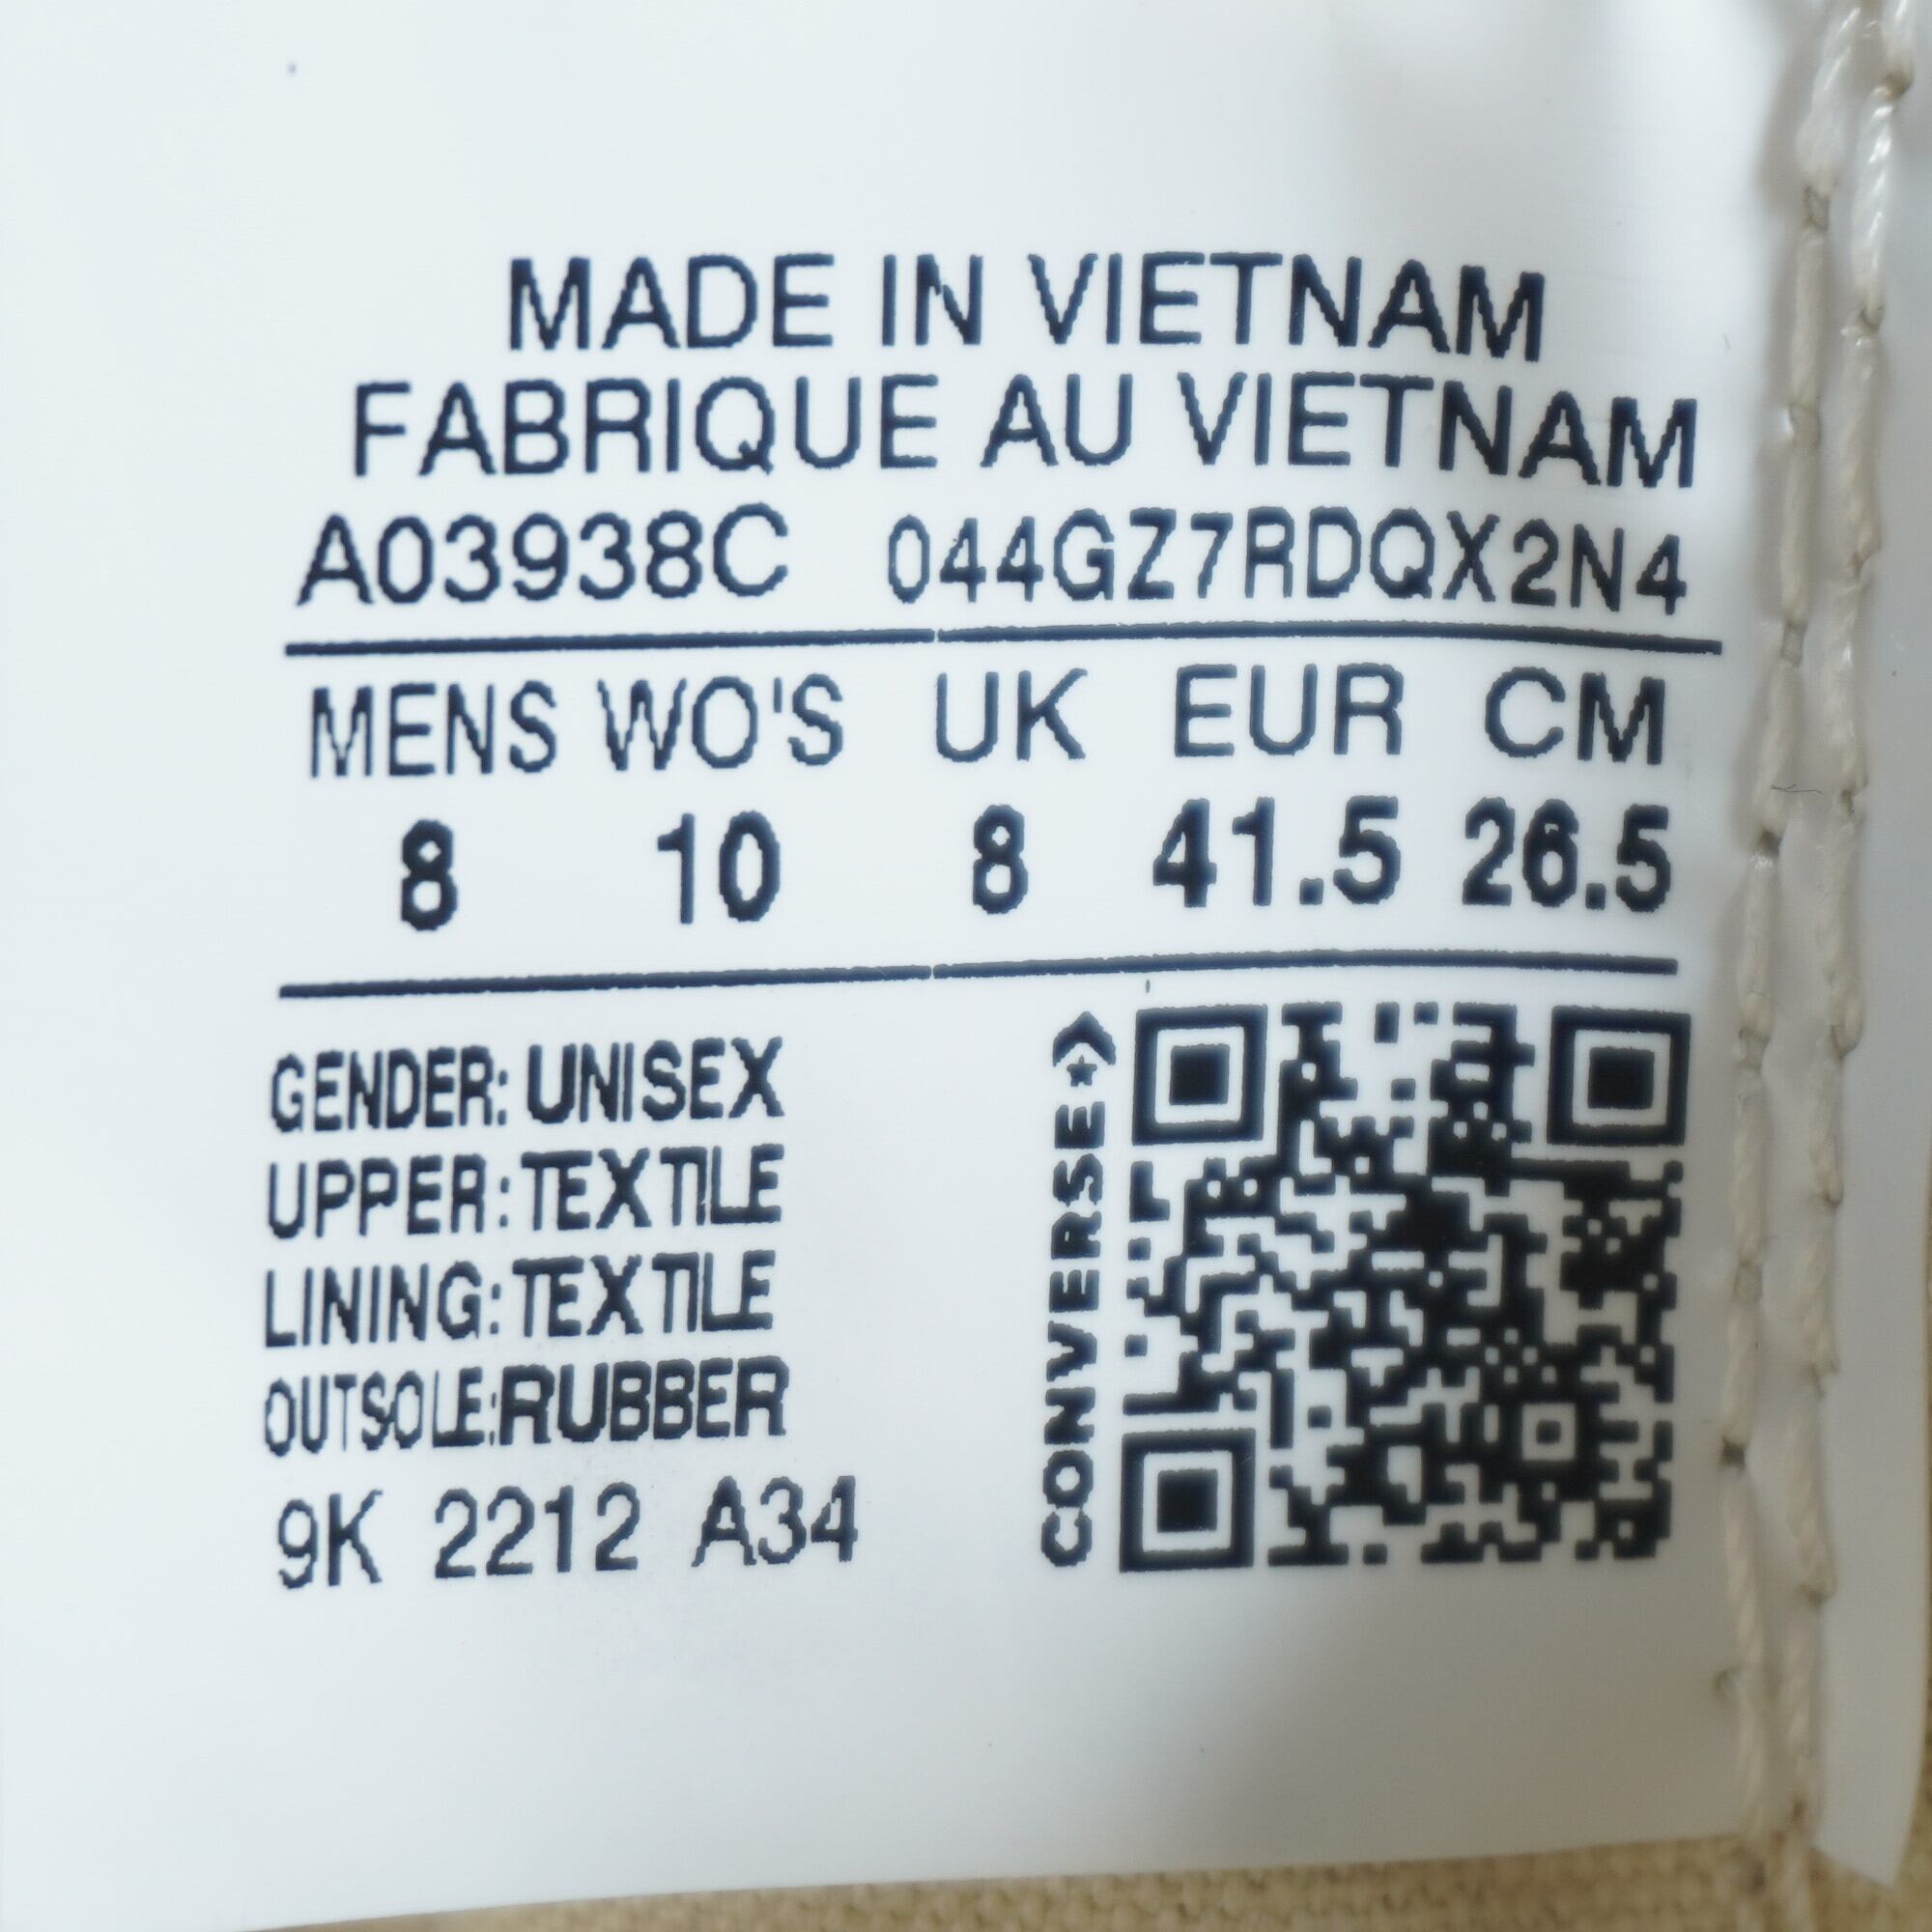 MADE IN VIETNAM
FABRIQUE AU VIETNAM
A03938C 044GZ7RDQX2N4
MENS WO'S UK EUR CM
8 10 8 41.5 26.5
GENDER: UNISEX
UPPER: TEXTILE
LINING: TEXTILE
OUTSOLE: RUBBER
9K 2212 A34
CONVERSE